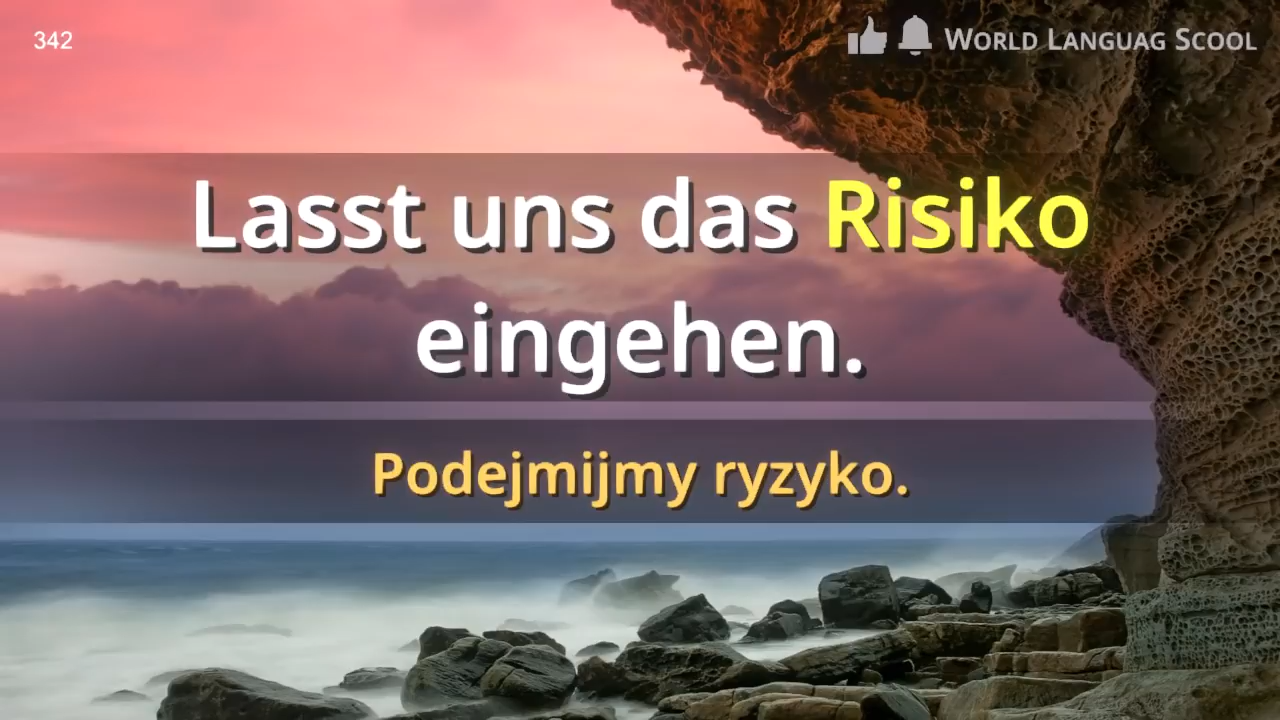 342
WORLD LANGUAG SCOOL
Lasst uns das Risiko
eingehen.
Podejmijmy ryzyko.